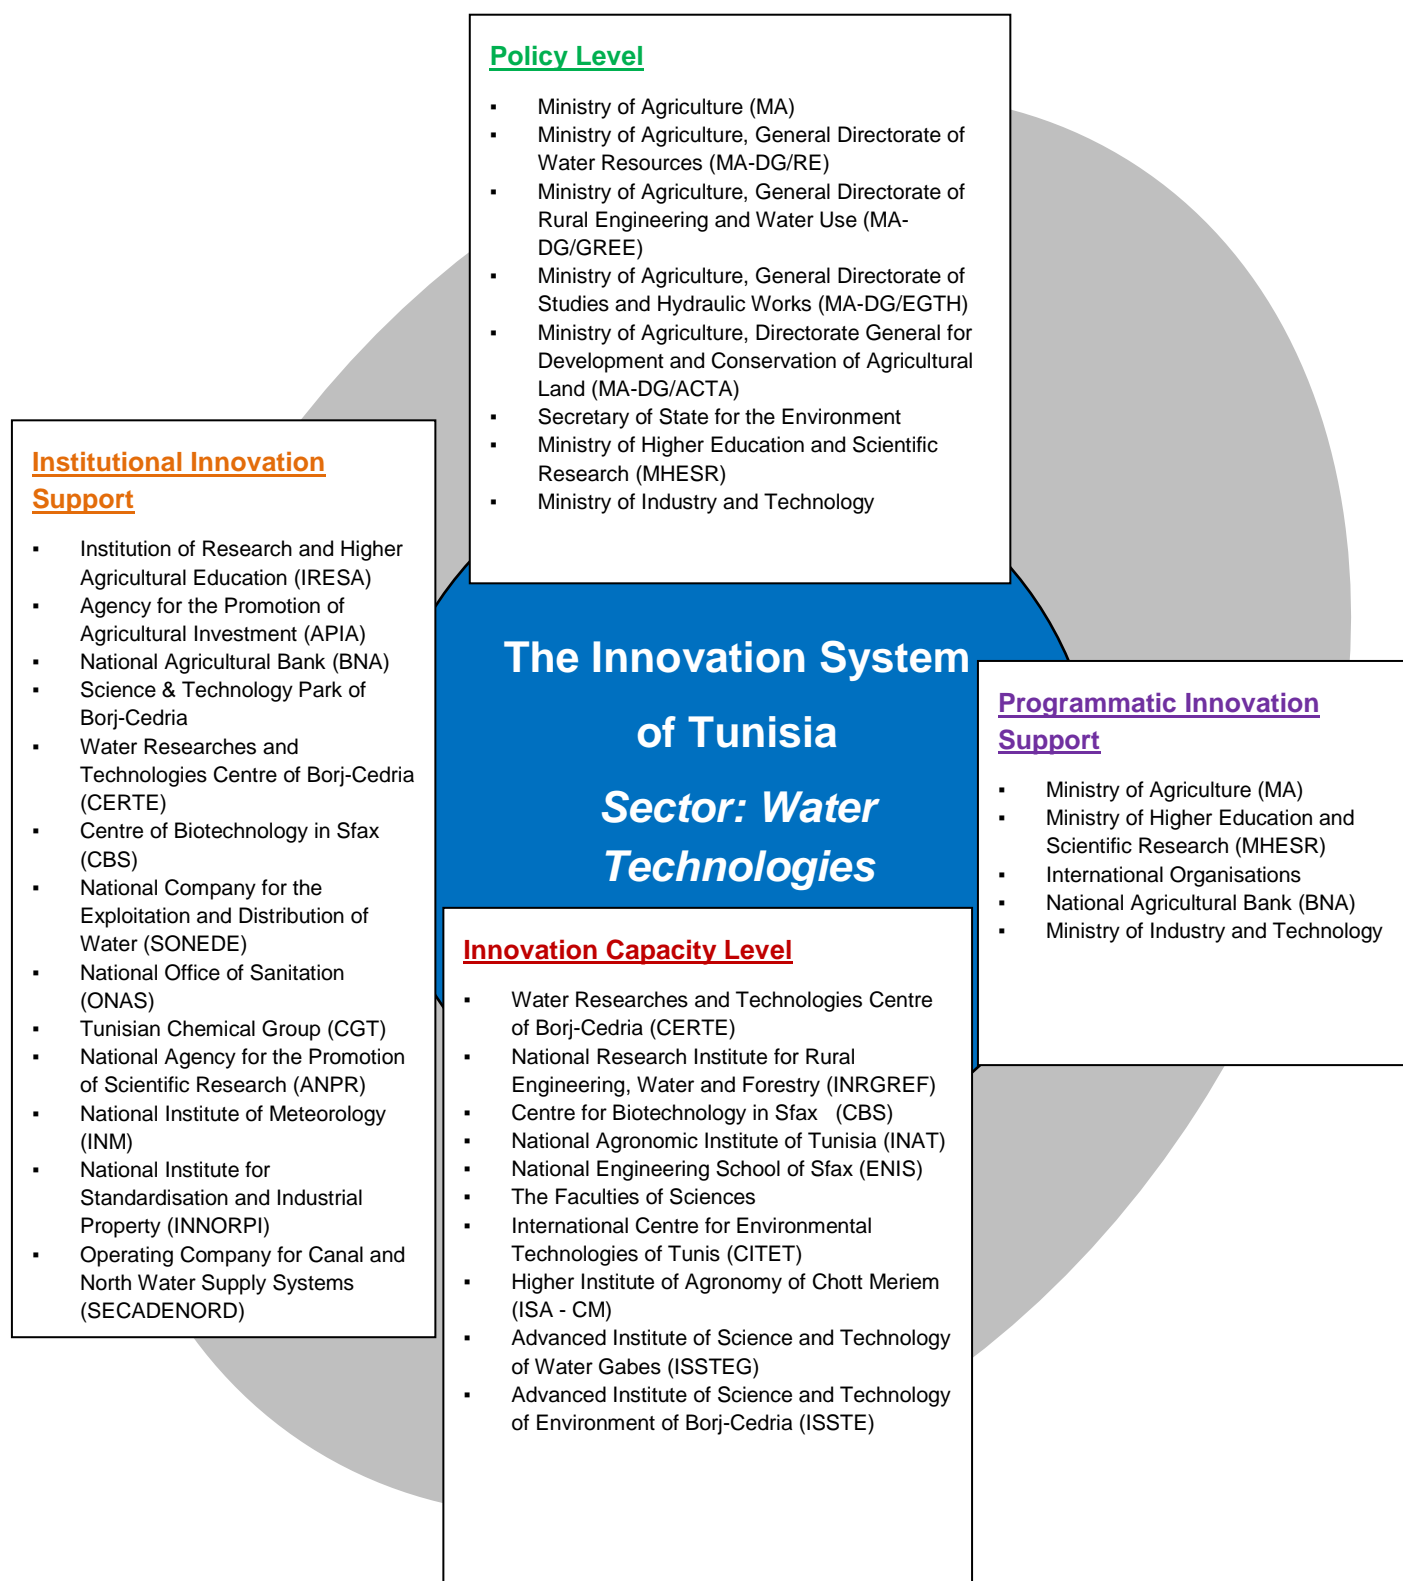 Policy Level
▪ Ministry of Agriculture (MA)
▪ Ministry of Agriculture, General Directorate of
Water Resources (MA-DG/RE)
▪ Ministry of Agriculture, General Directorate of
Rural Engineering and Water Use (MA-
DG/GREE)
▪ Ministry of Agriculture, General Directorate of
Studies and Hydraulic Works (MA-DG/EGTH)
▪ Ministry of Agriculture, Directorate General for
Development and Conservation of Agricultural
Land (MA-DG/ACTA)
▪ Secretary of State for the Environment
▪ Ministry of Higher Education and Scientific
Research (MHESR)
▪ Ministry of Industry and Technology
Institutional Innovation
Support
▪ Institution of Research and Higher
Agricultural Education (IRESA)
▪ Agency for the Promotion of
Agricultural Investment (APIA)
▪ National Agricultural Bank (BNA)
▪ Science & Technology Park of
Borj-Cedria
▪ Water Researches and
Technologies Centre of Borj-Cedria
(CERTE)
▪ Centre of Biotechnology in Sfax
(CBS)
▪ National Company for the
Exploitation and Distribution of
Water (SONEDE)
▪ National Office of Sanitation
(ONAS)
▪ Tunisian Chemical Group (CGT)
▪ National Agency for the Promotion
of Scientific Research (ANPR)
▪ National Institute of Meteorology
(INM)
▪ National Institute for
Standardisation and Industrial
Property (INNORPI)
▪ Operating Company for Canal and
North Water Supply Systems
(SECADENORD)
The Innovation System
of Tunisia
Sector: Water
Technologies
Programmatic Innovation
Support
▪ Ministry of Agriculture (MA)
▪ Ministry of Higher Education and
Scientific Research (MHESR)
▪ International Organisations
▪ National Agricultural Bank (BNA)
▪ Ministry of Industry and Technology
Innovation Capacity Level
▪ Water Researches and Technologies Centre
of Borj-Cedria (CERTE)
▪ National Research Institute for Rural
Engineering, Water and Forestry (INRGREF)
▪ Centre for Biotechnology in Sfax (CBS)
▪ National Agronomic Institute of Tunisia (INAT)
▪ National Engineering School of Sfax (ENIS)
▪ The Faculties of Sciences
▪ International Centre for Environmental
Technologies of Tunis (CITET)
▪ Higher Institute of Agronomy of Chott Meriem
(ISA - CM)
▪ Advanced Institute of Science and Technology
of Water Gabes (ISSTEG)
▪ Advanced Institute of Science and Technology
of Environment of Borj-Cedria (ISSTE)